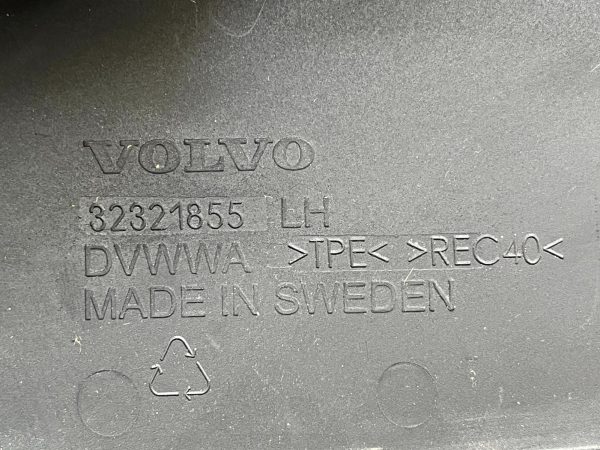 VOLVO
32321855 LH
DVWWA >TPE< >REC40<
MADE IN SWEDEN